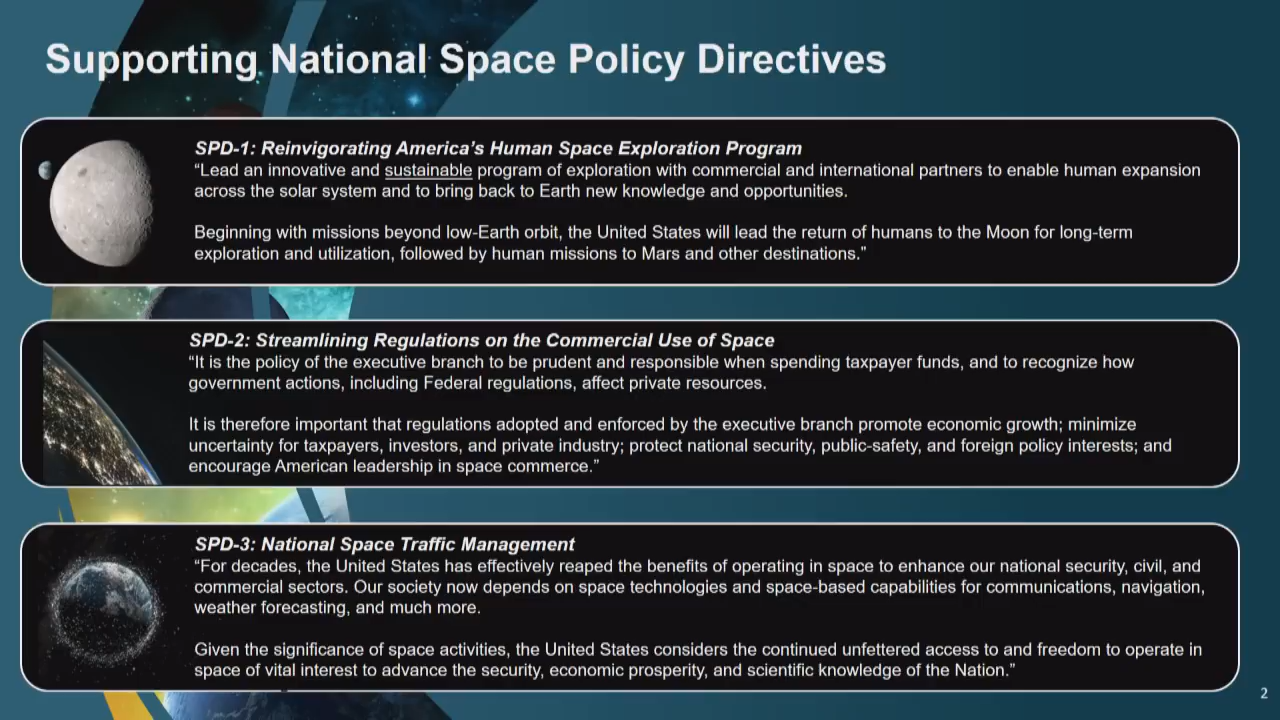 Supporting National Space Policy Directives
SPD-1: Reinvigorating America's Human Space Exploration Program
“Lead an innovative and sustainable program of exploration with commercial and international partners to enable human expansion
across the solar system and to bring back to Earth new knowledge and opportunities.
Beginning with missions beyond low-Earth orbit, the United States will lead the return of humans to the Moon for long-term
exploration and utilization, followed by human missions to Mars and other destinations.”
SPD-2: Streamlining Regulations on the Commercial Use of Space
“It is the policy of the executive branch to be prudent and responsible when spending taxpayer funds, and to recognize how
government actions, including Federal regulations, affect private resources.
It is therefore important that regulations adopted and enforced by the executive branch promote economic growth; minimize
uncertainty for taxpayers, investors, and private industry; protect national security, public-safety, and foreign policy interests; and
encourage American leadership in space commerce.”
SPD-3: National Space Traffic Management
“For decades, the United States has effectively reaped the benefits of operating in space to enhance our national security, civil, and
commercial sectors. Our society now depends on space technologies and space-based capabilities for communications, navigation,
weather forecasting, and much more.
Given the significance of space activities, the United States considers the continued unfettered access to and freedom to operate in
space of vital interest to advance the security, economic prosperity, and scientific knowledge of the Nation.”
2